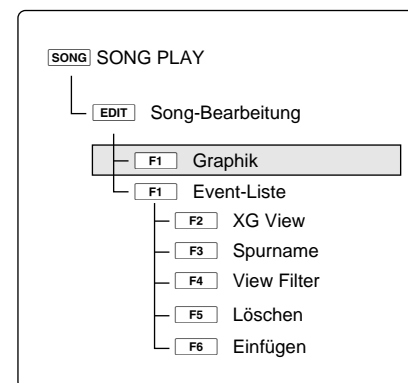 SONG SONG PLAY
EDIT Song-Bearbeitung
F1 Graphik
F1 Event-Liste
F2 XG View
F3 Spurname
F4 View Filter
F5 Löschen
F6 Einfügen